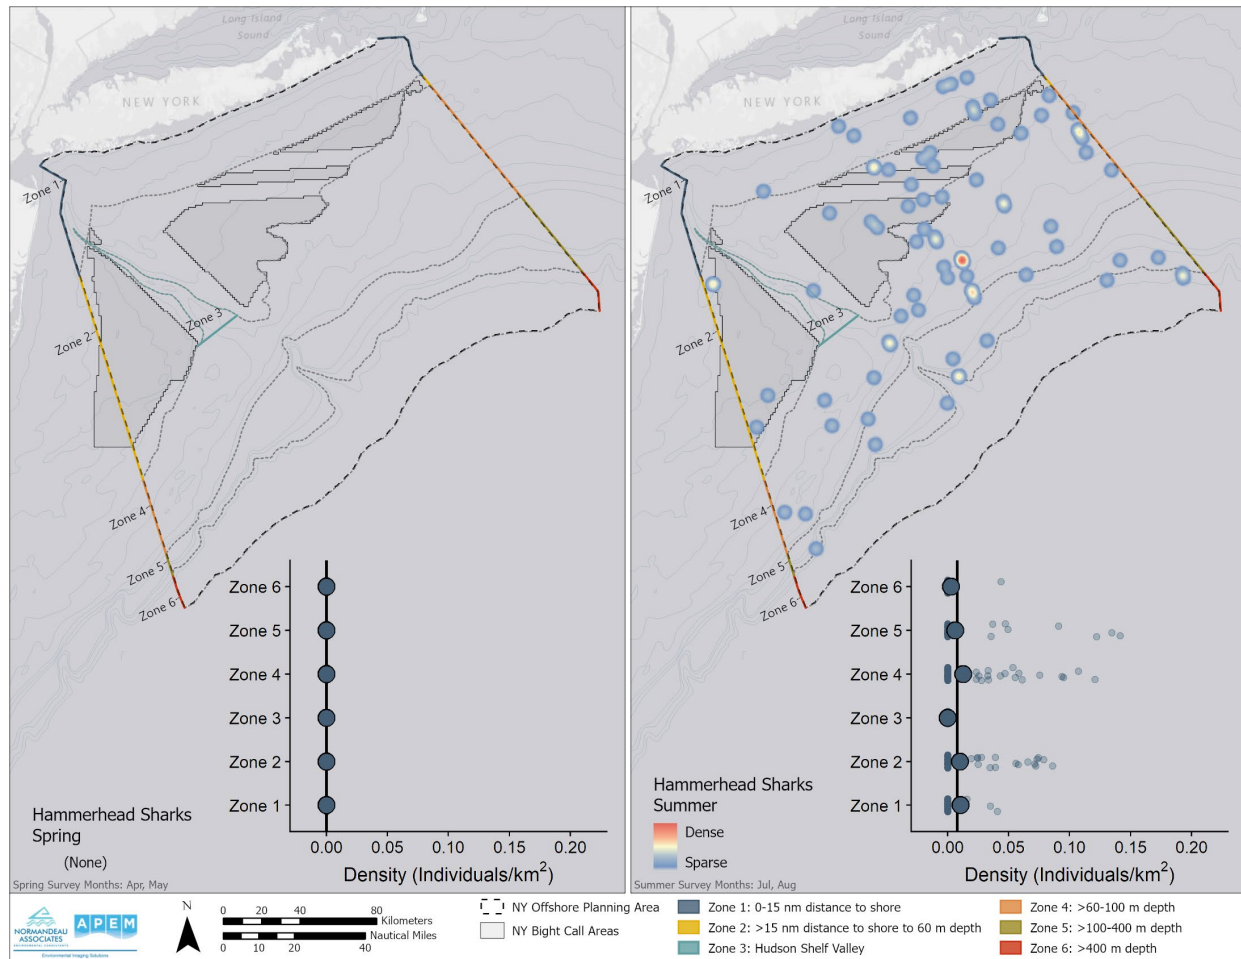 Long Island
Sound
NEW YORK
Zone 1
Zone 2
Zone 3
Zone 4
Zone 5
Zone 6
Zone 6
Zone 5
Zone 4
Zone 3
Zone 2
Zone 1
0.00 0.05 0.10 0.15 0.20
Density (Individuals/km²)
Hammerhead Sharks
Spring
(None)
Spring Survey Months: Apr, May
Long Island
Sound
NEW YORK
Zone 1
Zone 2
Zone 3
Zone 4
Zone 5
Zone 6
Zone 6
Zone 5
Zone 4
Zone 3
Zone 2
Zone 1
0.00 0.05 0.10 0.15 0.20
Density (Individuals/km²)
Hammerhead Sharks
Summer
Dense
Sparse
Summer Survey Months: Jul, Aug
NORMANDEAU
ASSOCIATES
ENVIRONMENTAL CONSULTANTS
APEM
Environmental Imaging Solutions
N
0 20 40 80
Kilometers
Nautical Miles
0 10 20 40
NY Offshore Planning Area
NY Bight Call Areas
Zone 1: 0-15 nm distance to shore
Zone 2: >15 nm distance to shore to 60 m depth
Zone 3: Hudson Shelf Valley
Zone 4: >60-100 m depth
Zone 5: >100-400 m depth
Zone 6: >400 m depth